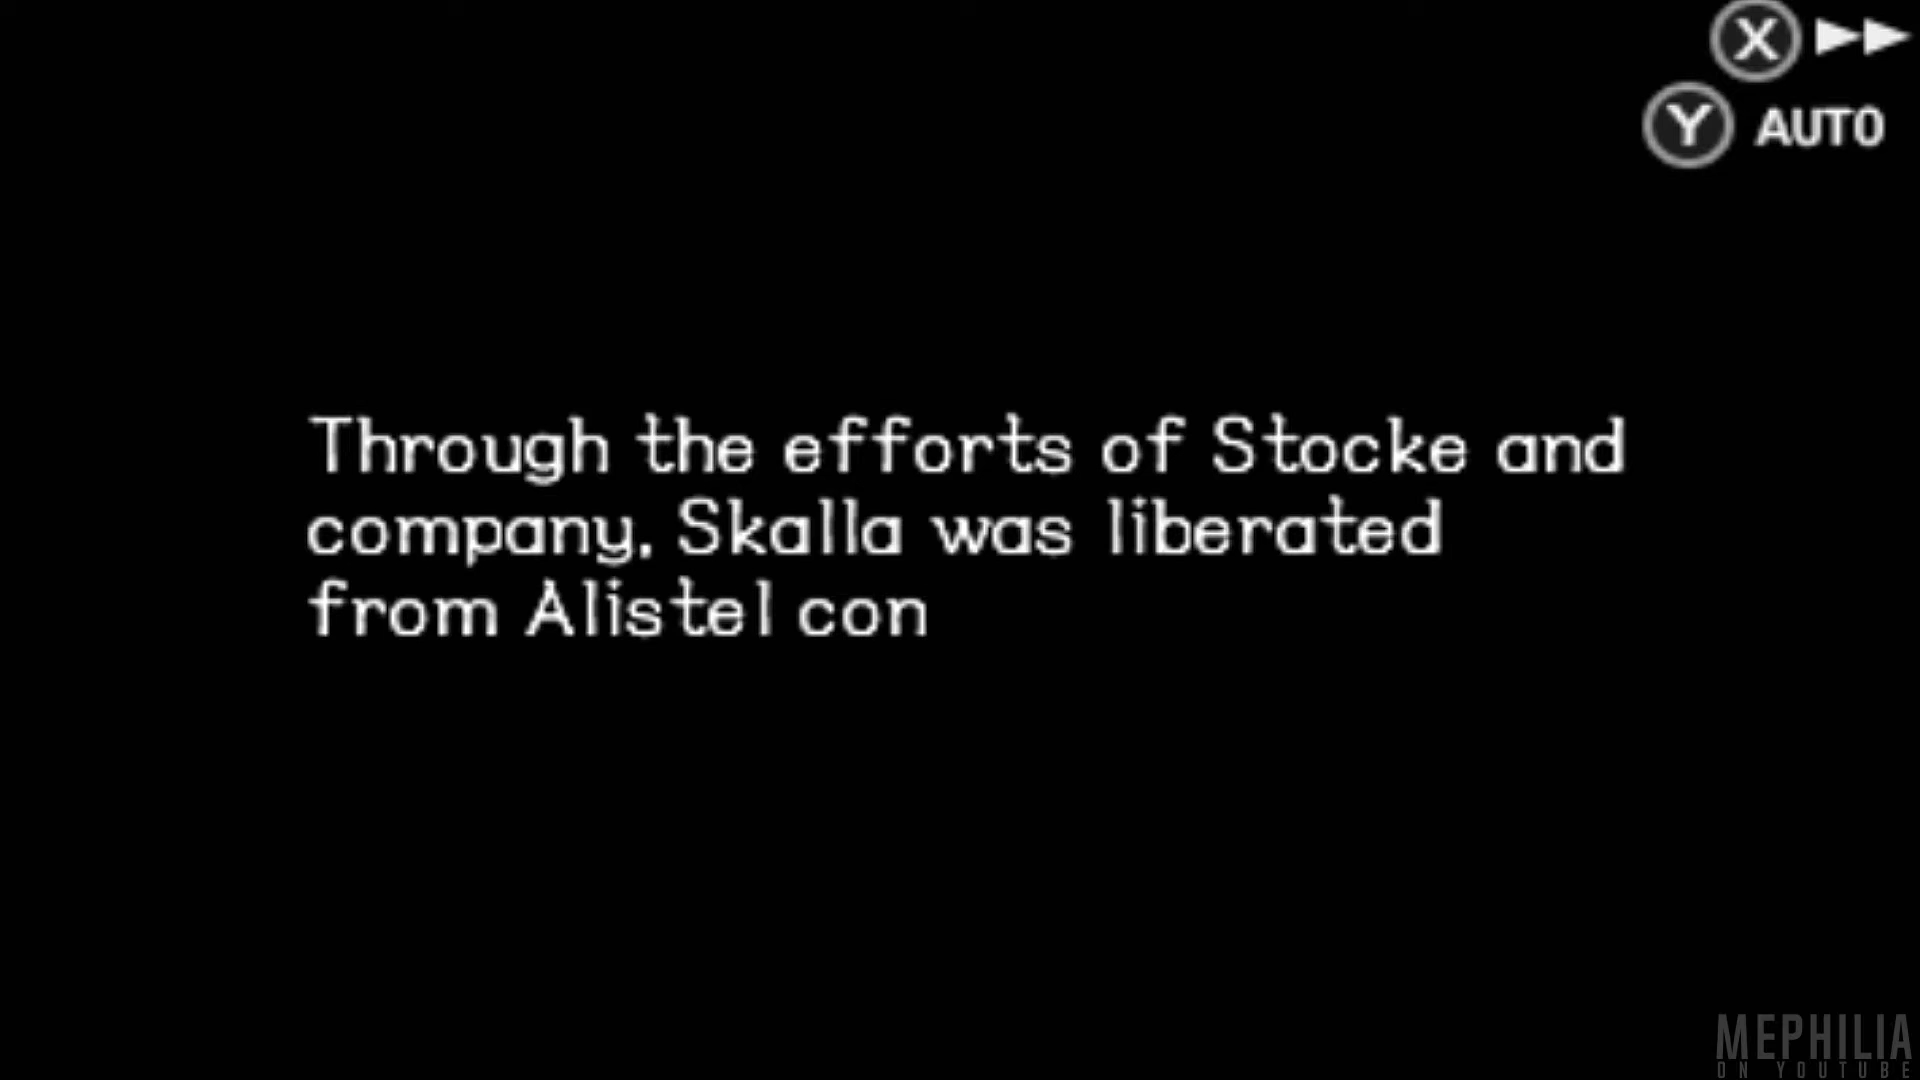 X
Y AUTO
Through the efforts of Stocke and
company, Skalla was liberated
from Alistel con
MEPHILIA
ON YOUTUBE